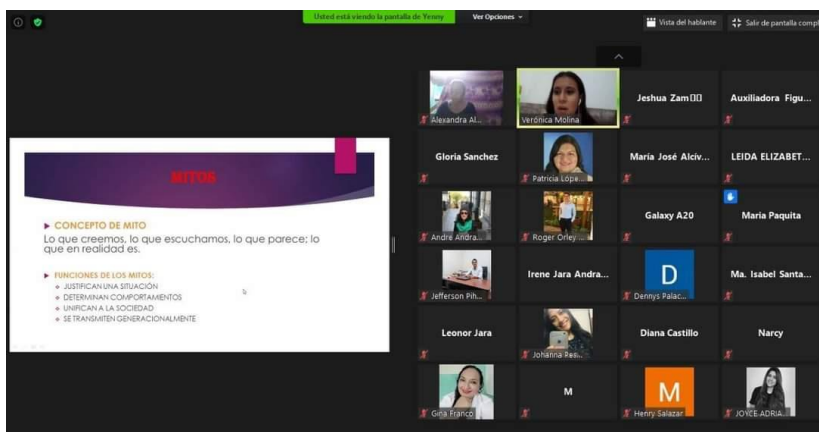 Usted está viendo la pantalla de Yenny
Ver Opciones
Vista del hablante
Salir de pantalla compl
MITOS
CONCEPTO DE MITO
Lo que creemos, lo que escuchamos, lo que parece; lo
que en realidad es.
FUNCIONES DE LOS MITOS:
JUSTIFICAN UNA SITUACIÓN
DETERMINAN COMPORTAMIENTOS
UNIFICAN A LA SOCIEDAD
SE TRANSMITEN GENERACIONALMENTE
Alexandra Al...
Verónica Molina
Jeshua Zam
Auxiliadora Figu...
Gloria Sanchez
Patricia Lópe...
María José Alcív...
LEIDA ELIZABET...
Andre Andra...
Roger Orley ...
Galaxy A20
Maria Paquita
Jefferson Pih...
Irene Jara Andra...
D
Dennys Palac...
Ma. Isabel Santa...
Leonor Jara
Johanna Pes...
Diana Castillo
Narcy
Gina Franco
M
M
Henry Salazar
JOYCE ADRIA...